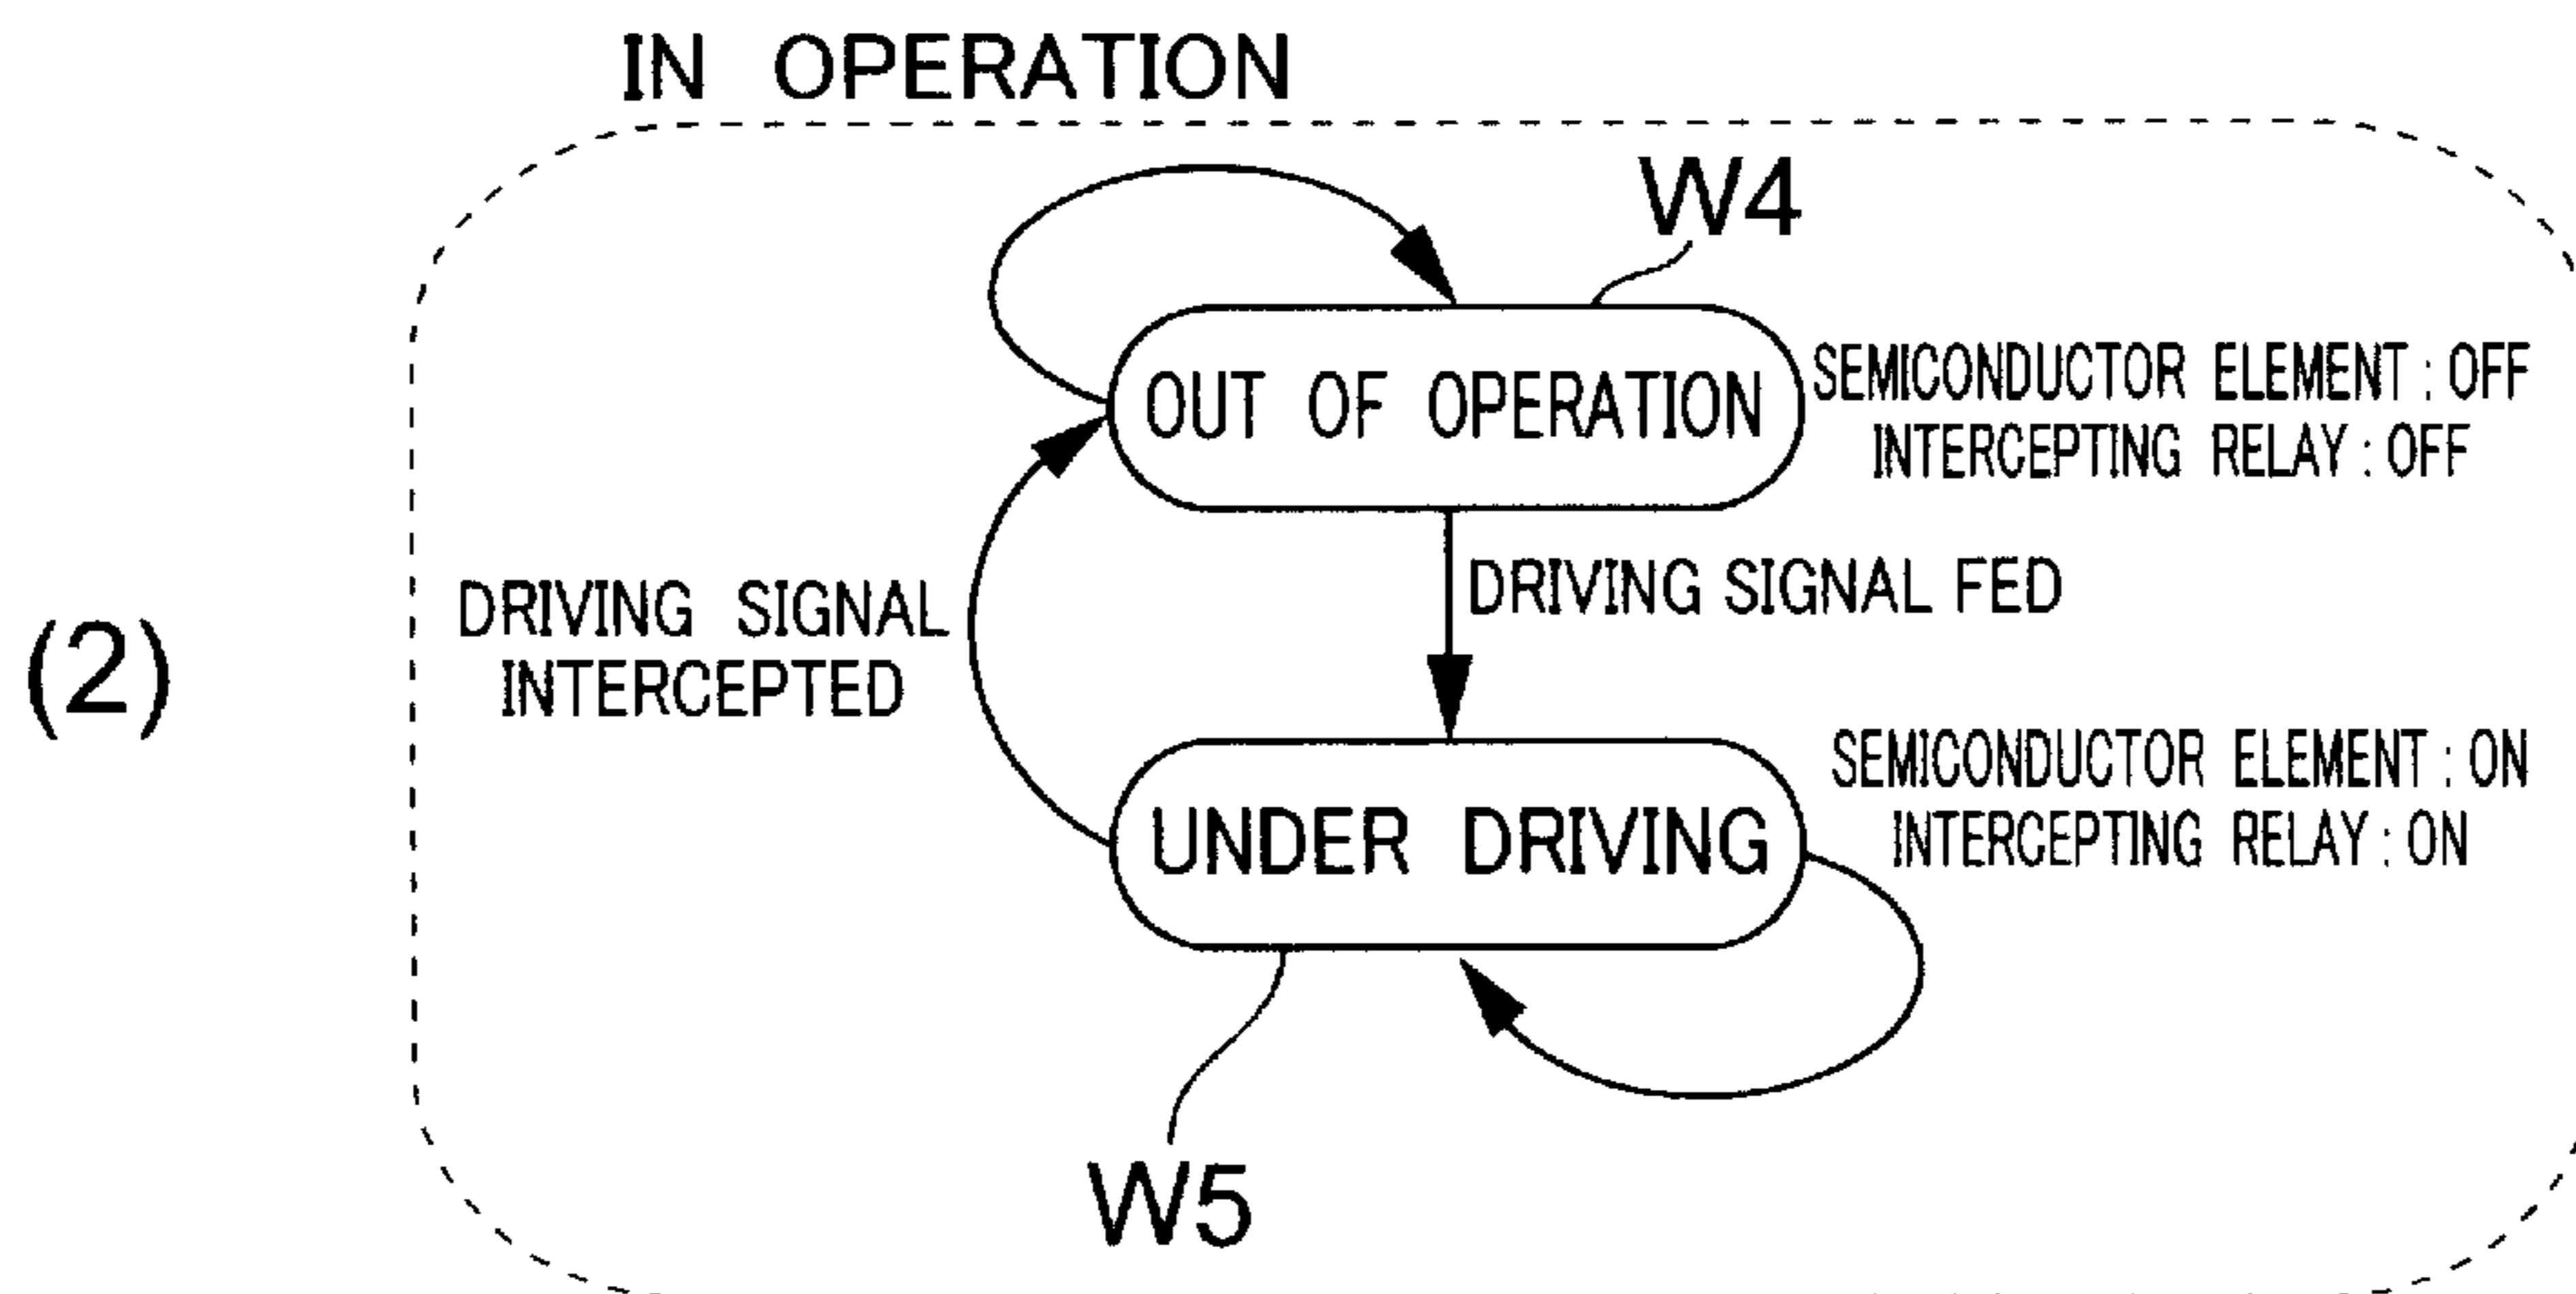 IN OPERATION
W4
OUT OF OPERATION
SEMICONDUCTOR ELEMENT : OFF
INTERCEPTING RELAY : OFF
DRIVING SIGNAL
INTERCEPTED
DRIVING SIGNAL FED
(2)
UNDER DRIVING
SEMICONDUCTOR ELEMENT : ON
INTERCEPTING RELAY : ON
W5